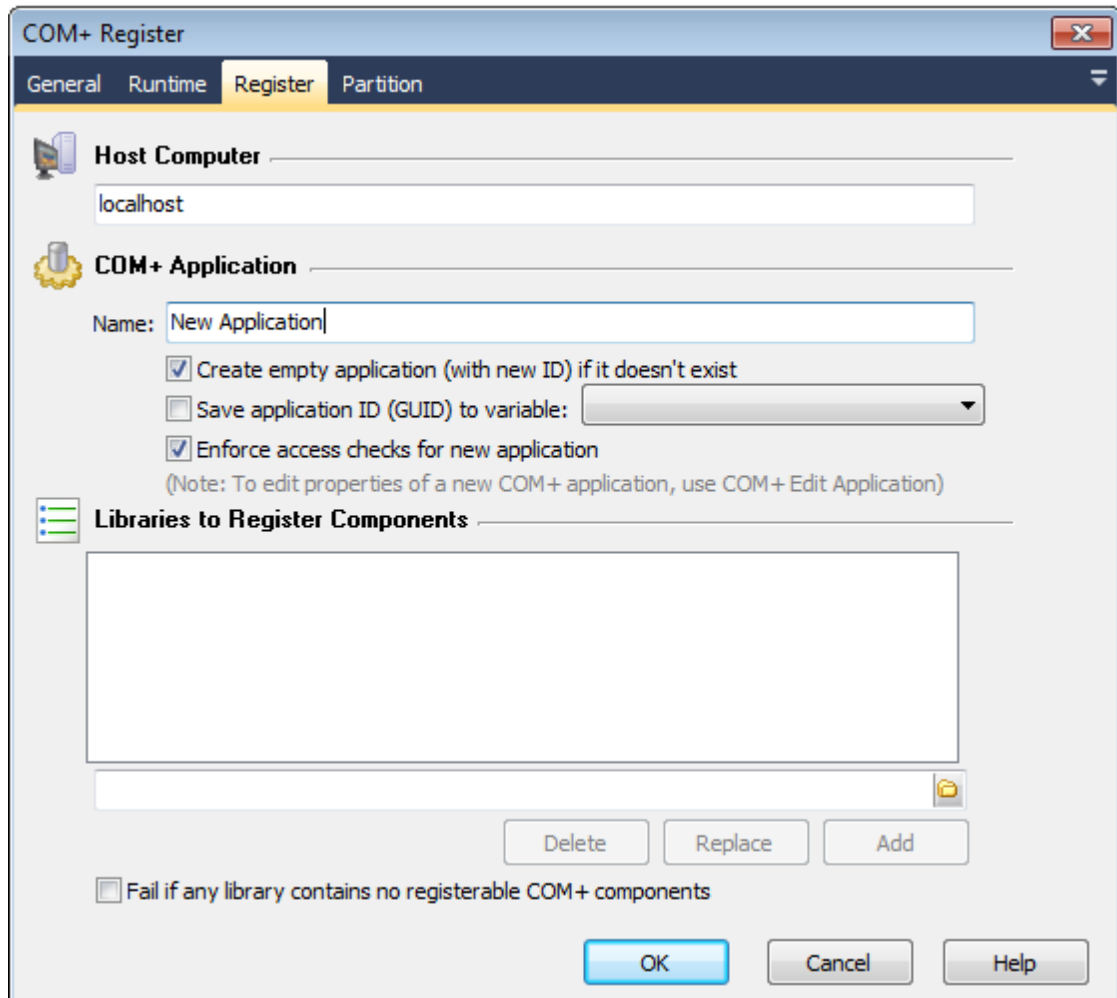 COM+ Register
General Runtime Register Partition
Host Computer
localhost
COM+ Application
Name: New Application
Create empty application (with new ID) if it doesn't exist
Save application ID (GUID) to variable:
Enforce access checks for new application
(Note: To edit properties of a new COM+ application, use COM+ Edit Application)
Libraries to Register Components
Delete Replace Add
Fail if any library contains no registerable COM+ components
OK Cancel Help